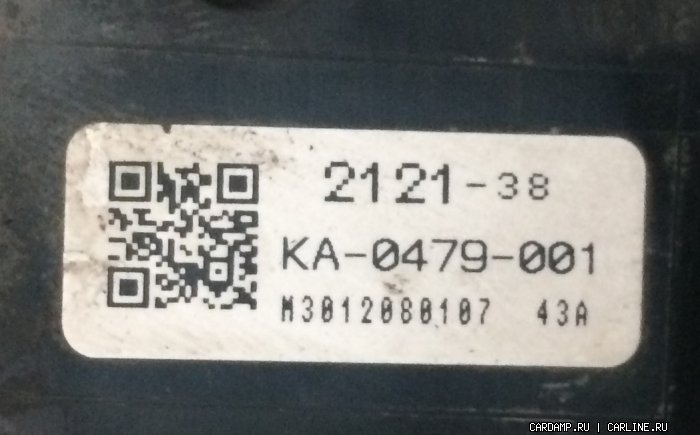 2121-38
KA-0479-001
M3012080107 43A
CARDAMP.RU | CARLINE.RU